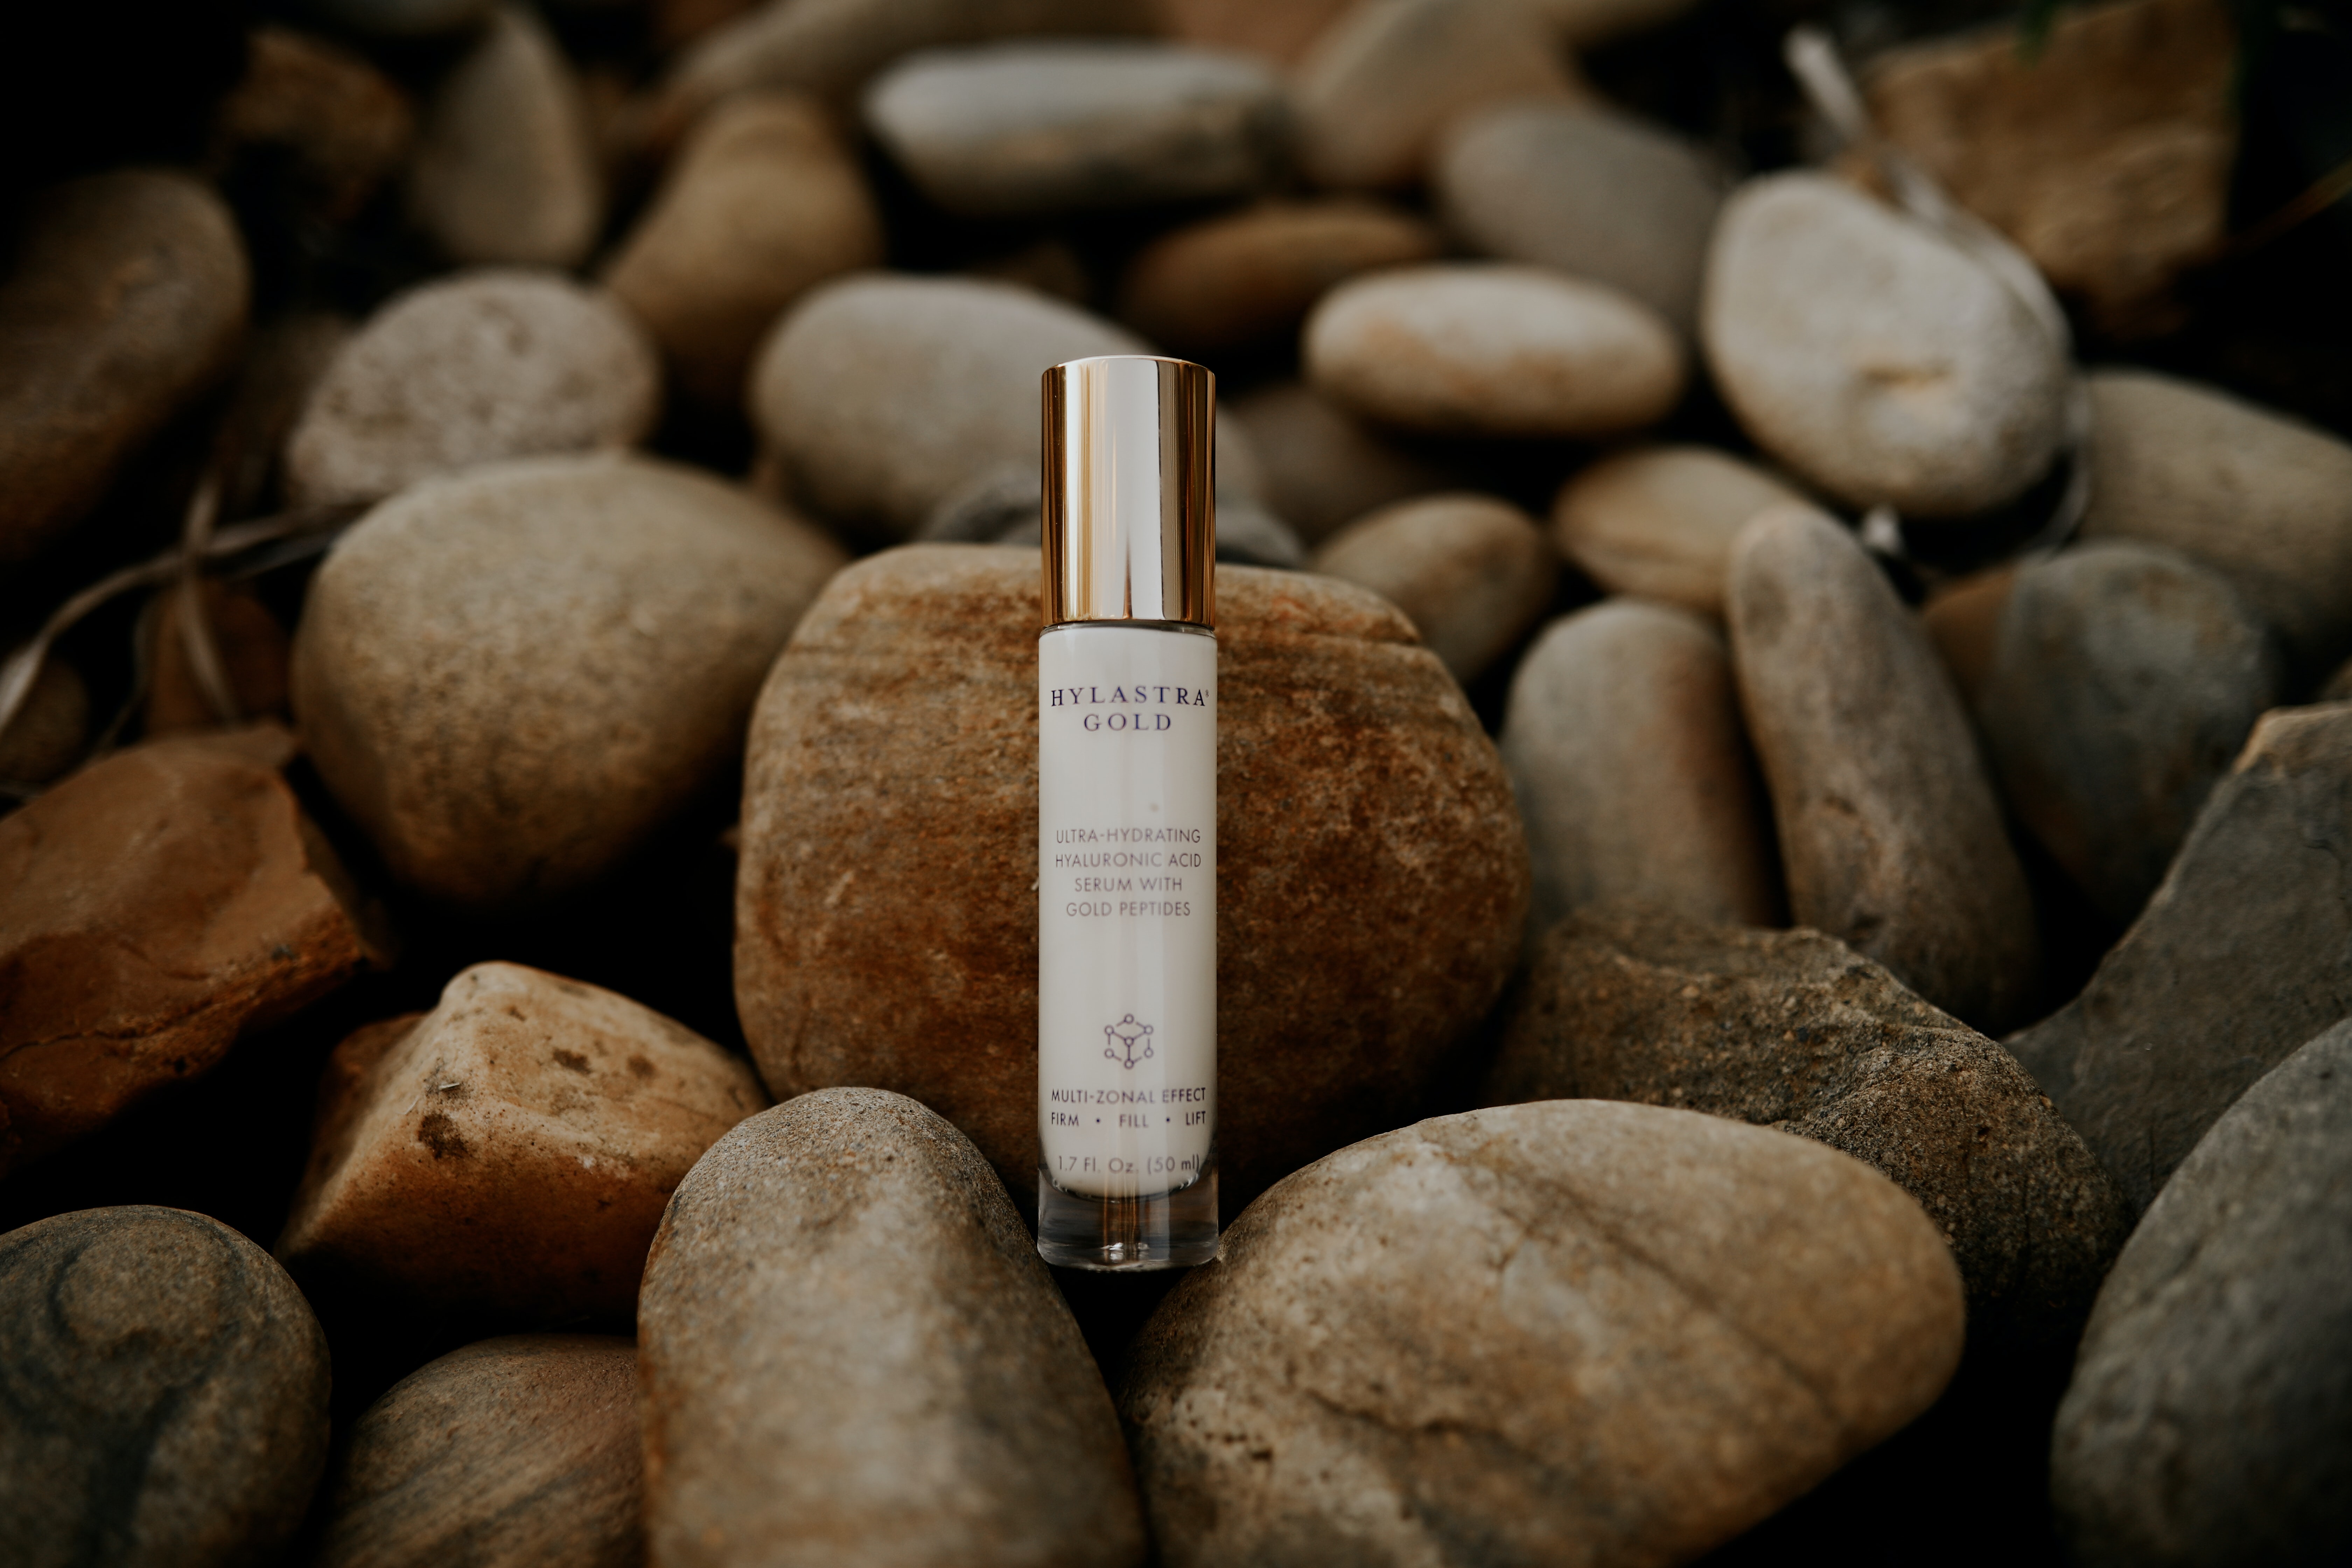 HYLASTRA®
GOLD
ULTRA-HYDRATING
HYALURONIC ACID
SERUM WITH
GOLD PEPTIDES
MULTI-ZONAL EFFECT
FIRM • FILL • LIFT
1.7 Fl. Oz. (50 ml)